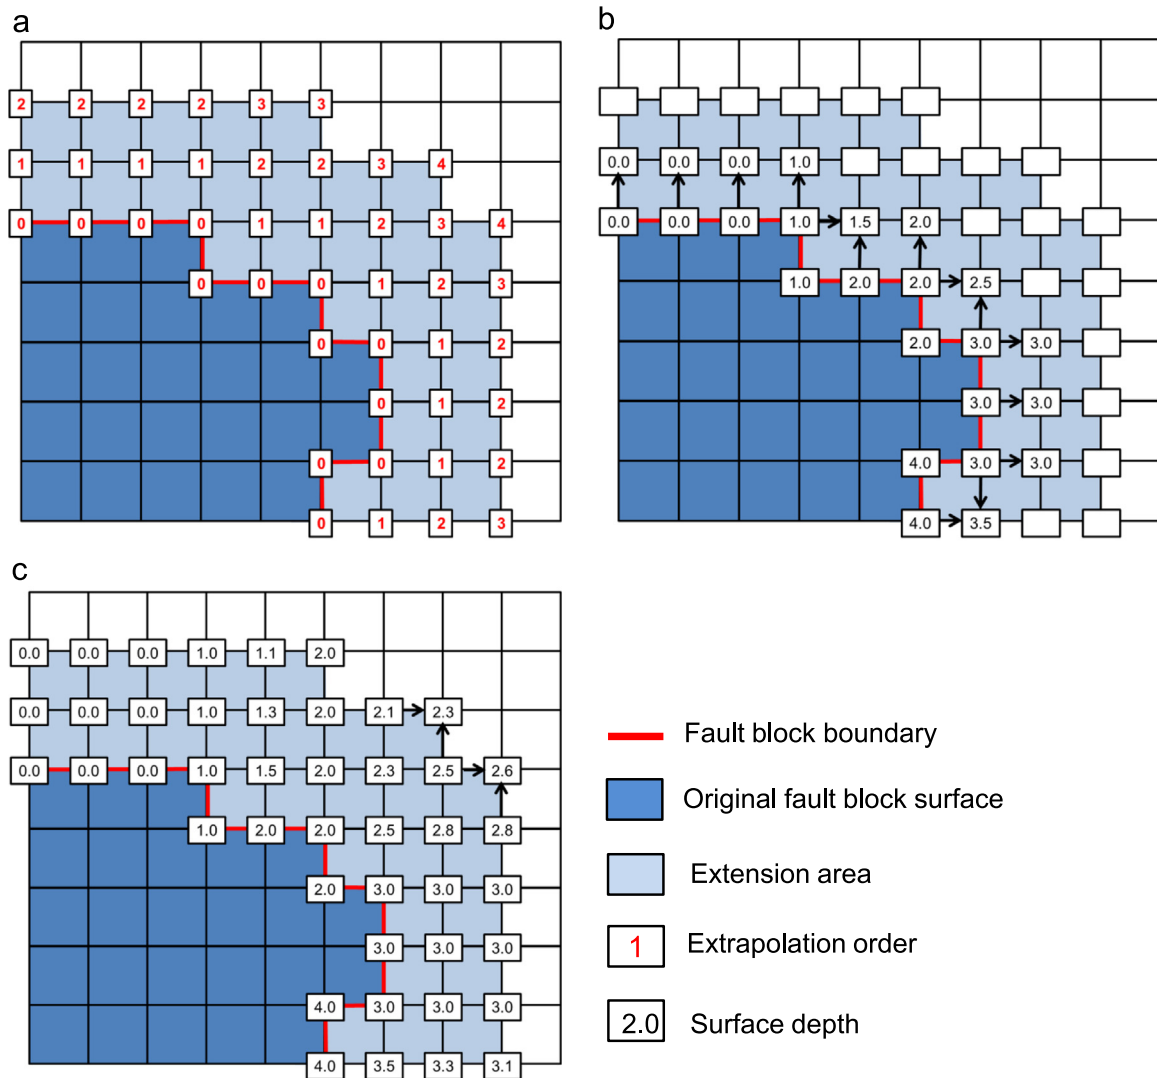 a
2 2 2 2 3 3
1 1 1 1 2 2 3 4
0 0 0 0 1 1 2 3 4
0 0 0 1 2 3
0 0 1 2
0 1 2
0 0 1 2
0 1 2 3
b
0.0 0.0 0.0 1.0
0.0 0.0 0.0 1.0 1.5 2.0
1.0 2.0 2.0 2.5
2.0 3.0 3.0
3.0 3.0
4.0 3.0 3.0
4.0 3.5
c
0.0 0.0 0.0 1.0 1.1 2.0
0.0 0.0 0.0 1.0 1.3 2.0 2.1 2.3
0.0 0.0 0.0 1.0 1.5 2.0 2.3 2.5 2.6
1.0 2.0 2.0 2.5 2.8 2.8
2.0 3.0 3.0 3.0
3.0 3.0 3.0
4.0 3.0 3.0 3.0
4.0 3.5 3.3 3.1
Fault block boundary
Original fault block surface
Extension area
1 Extrapolation order
2.0 Surface depth